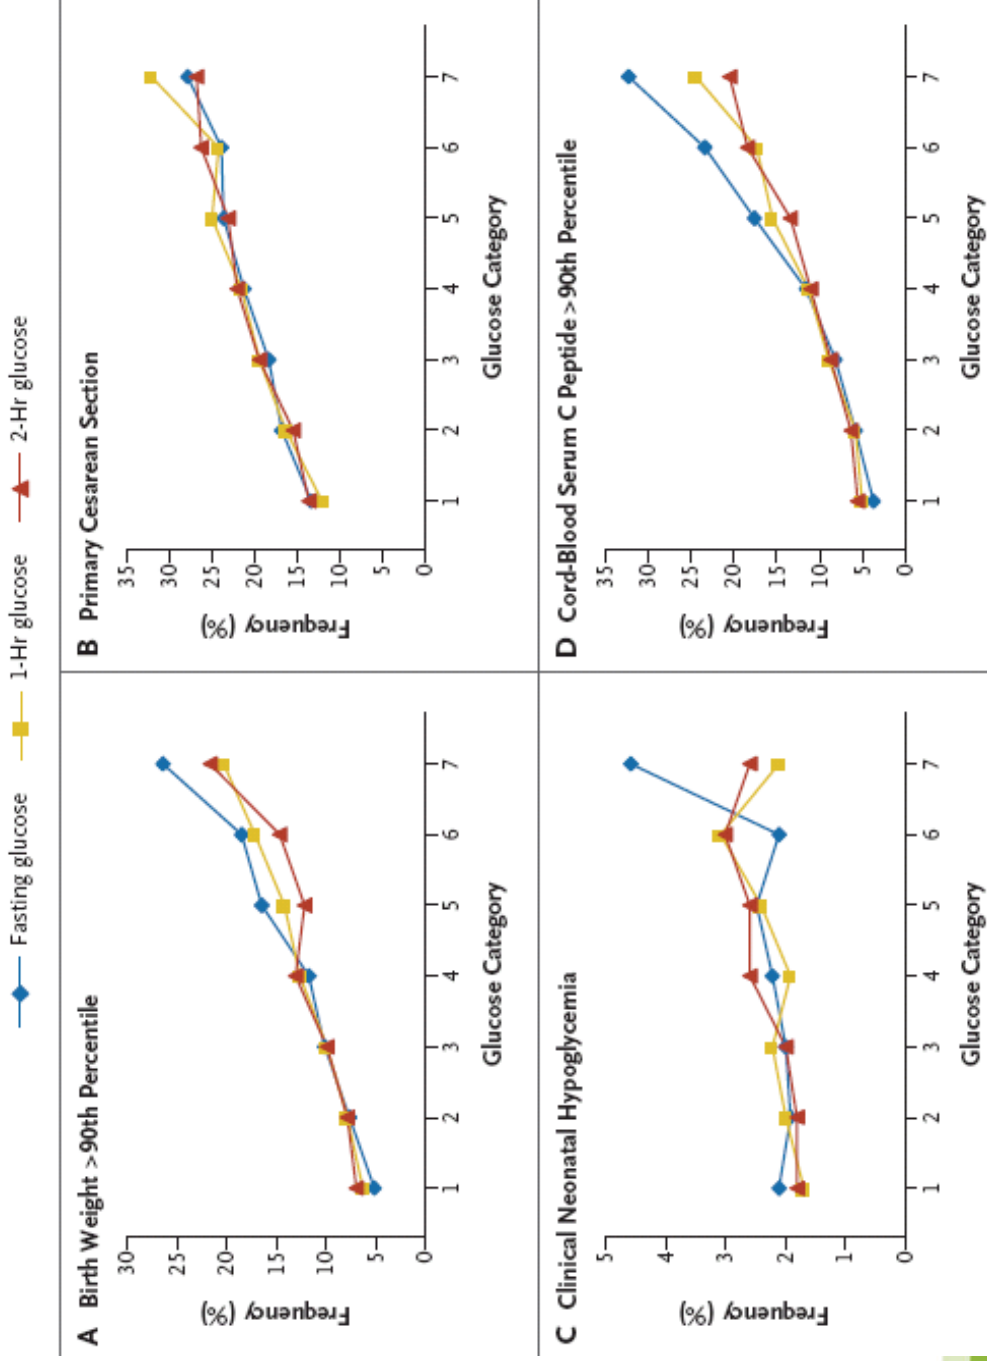 Fasting glucose 1-Hr glucose 2-Hr glucose
A Birth Weight >90th Percentile
Frequency (%)
30
25
20
15
10
5
0
1 2 3 4 5 6 7
Glucose Category
B Primary Cesarean Section
Frequency (%)
35
30
25
20
15
10
5
0
1 2 3 4 5 6 7
Glucose Category
C Clinical Neonatal Hypoglycemia
Frequency (%)
5
4
3
2
1
0
1 2 3 4 5 6 7
Glucose Category
D Cord-Blood Serum C Peptide >90th Percentile
Frequency (%)
35
30
25
20
15
10
5
0
1 2 3 4 5 6 7
Glucose Category